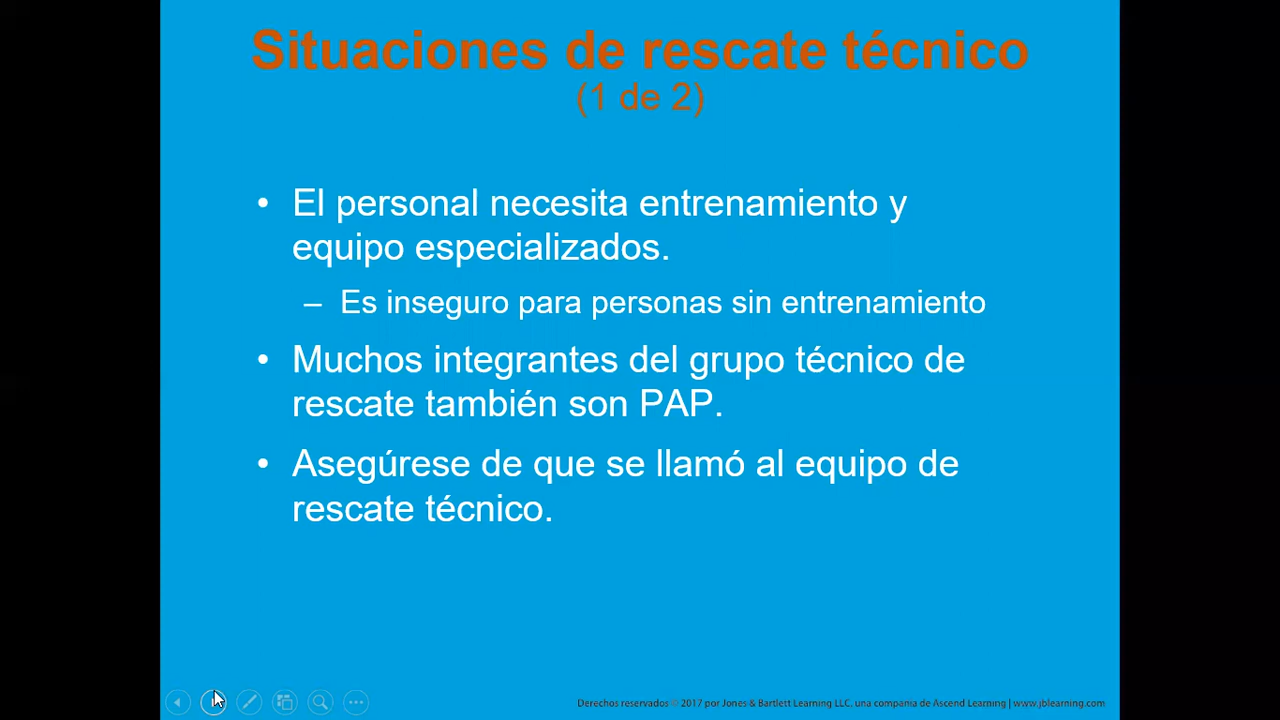 Situaciones de rescate técnico
(1 de 2)
• El personal necesita entrenamiento y
equipo especializados.
– Es inseguro para personas sin entrenamiento
• Muchos integrantes del grupo técnico de
rescate también son PAP.
• Asegúrese de que se llamó al equipo de
rescate técnico.
Derechos reservados © 2017 por Jones & Bartlett Learning LLC. una compañía de Ascend Learning | www.jblearning.com